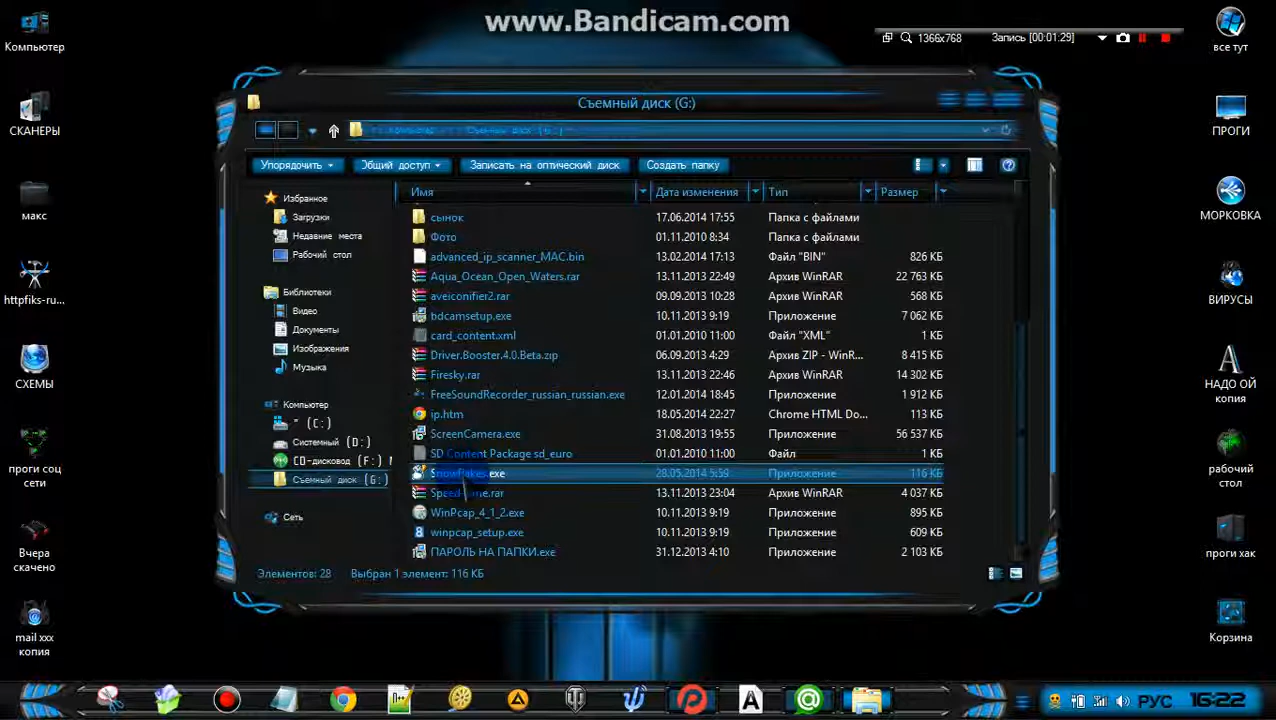 www.Bandicam.com
1366x768
Запись [00:01:29]
Компьютер
СКАНЕРЫ
макс
httpfiks-ru...
СХЕМЫ
проги соц
сети
Вчера
скачено
mail xxx
копия
все тут
ПРОГИ
МОРКОВКА
ВИРУСЫ
НАДО ОЙ
копия
рабочий
стол
проги хак
Корзина
Съемный диск (G:)
Компьютер Съемный диск (G:)
Упорядочить
Общий доступ
Записать на оптический диск
Создать папку
Избранное
Загрузки
Недавние места
Рабочий стол
Библиотеки
Видео
Документы
Изображения
Музыка
Компьютер
" (C:)
Системный (D:)
CD-дисковод (F:)
Съемный диск (G:)
Сеть
Имя Дата изменения Тип Размер
сынок 17.06.2014 17:55 Папка с файлами
Фото 01.11.2010 8:34 Папка с файлами
advanced_ip_scanner_MAC.bin 13.02.2014 17:13 Файл "BIN" 826 КБ
Aqua_Ocean_Open_Waters.rar 13.11.2013 22:49 Архив WinRAR 22 763 КБ
aveiconifier2.rar 09.09.2013 10:28 Архив WinRAR 568 КБ
bdcamsetup.exe 10.11.2013 9:19 Приложение 7 062 КБ
card_content.xml 01.01.2010 11:00 Файл "XML" 1 КБ
Driver.Booster.4.0.Beta.zip 06.09.2013 4:29 Архив ZIP - WinR... 8 415 КБ
Firesky.rar 13.11.2013 22:46 Архив WinRAR 14 302 КБ
FreeSoundRecorder_russian_russian.exe 12.01.2014 18:45 Приложение 1 912 КБ
ip.htm 18.05.2014 22:27 Chrome HTML Do... 113 КБ
ScreenCamera.exe 31.08.2013 19:55 Приложение 56 537 КБ
SD Content Package sd_euro 01.01.2010 11:00 Файл 1 КБ
Snowflakes.exe 28.05.2014 5:59 Приложение 116 КБ
13.11.2013 23:04 Архив WinRAR 4 037 КБ
WinPcap_4_1_2.exe 10.11.2013 9:19 Приложение 895 КБ
winpcap_setup.exe 10.11.2013 9:19 Приложение 609 КБ
ПАРОЛЬ НА ПАПКИ.exe 31.12.2013 4:10 Приложение 2 103 КБ
Элементов: 28 Выбран 1 элемент: 116 КБ
РУС
16:22